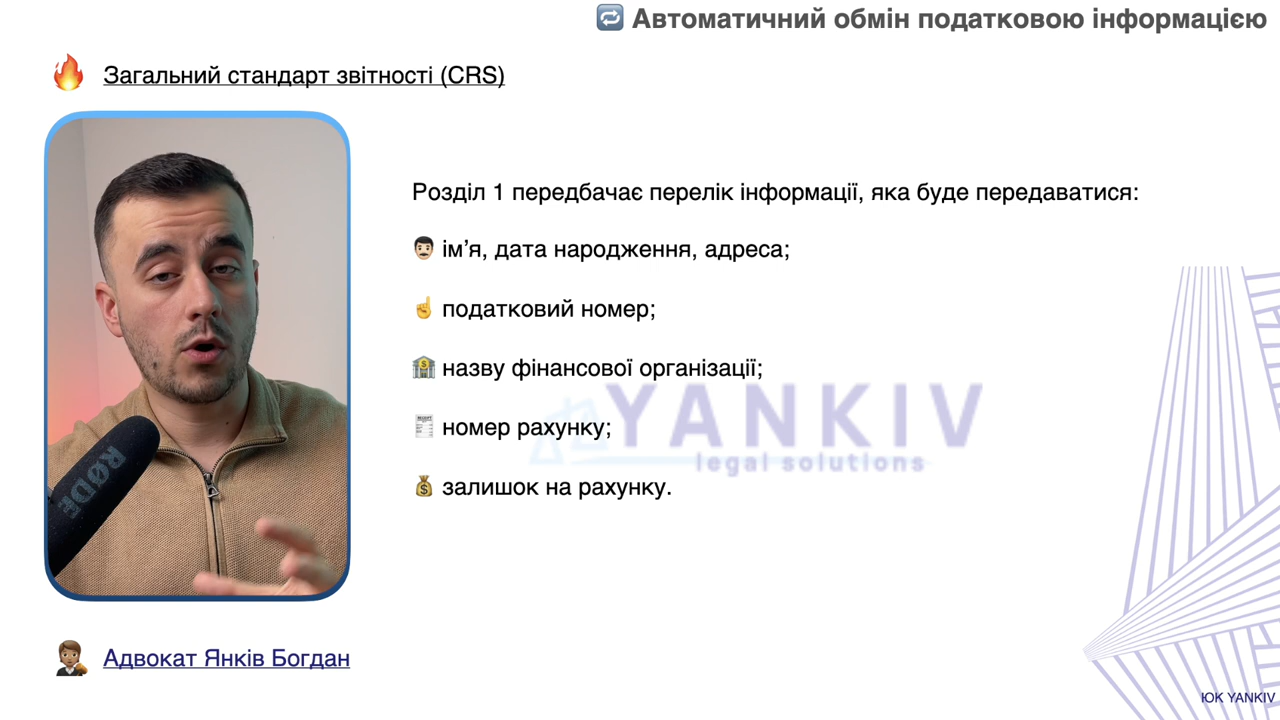 Автоматичний обмін податковою інформацією
Загальний стандарт звітності (CRS)
Розділ 1 передбачає перелік інформації, яка буде передаватися:
ім’я, дата народження, адреса;
податковий номер;
назву фінансової організації;
номер рахунку;
залишок на рахунку.
YANKIV
legal solutions
RØDE
Адвокат Янків Богдан
ЮК YANKIV